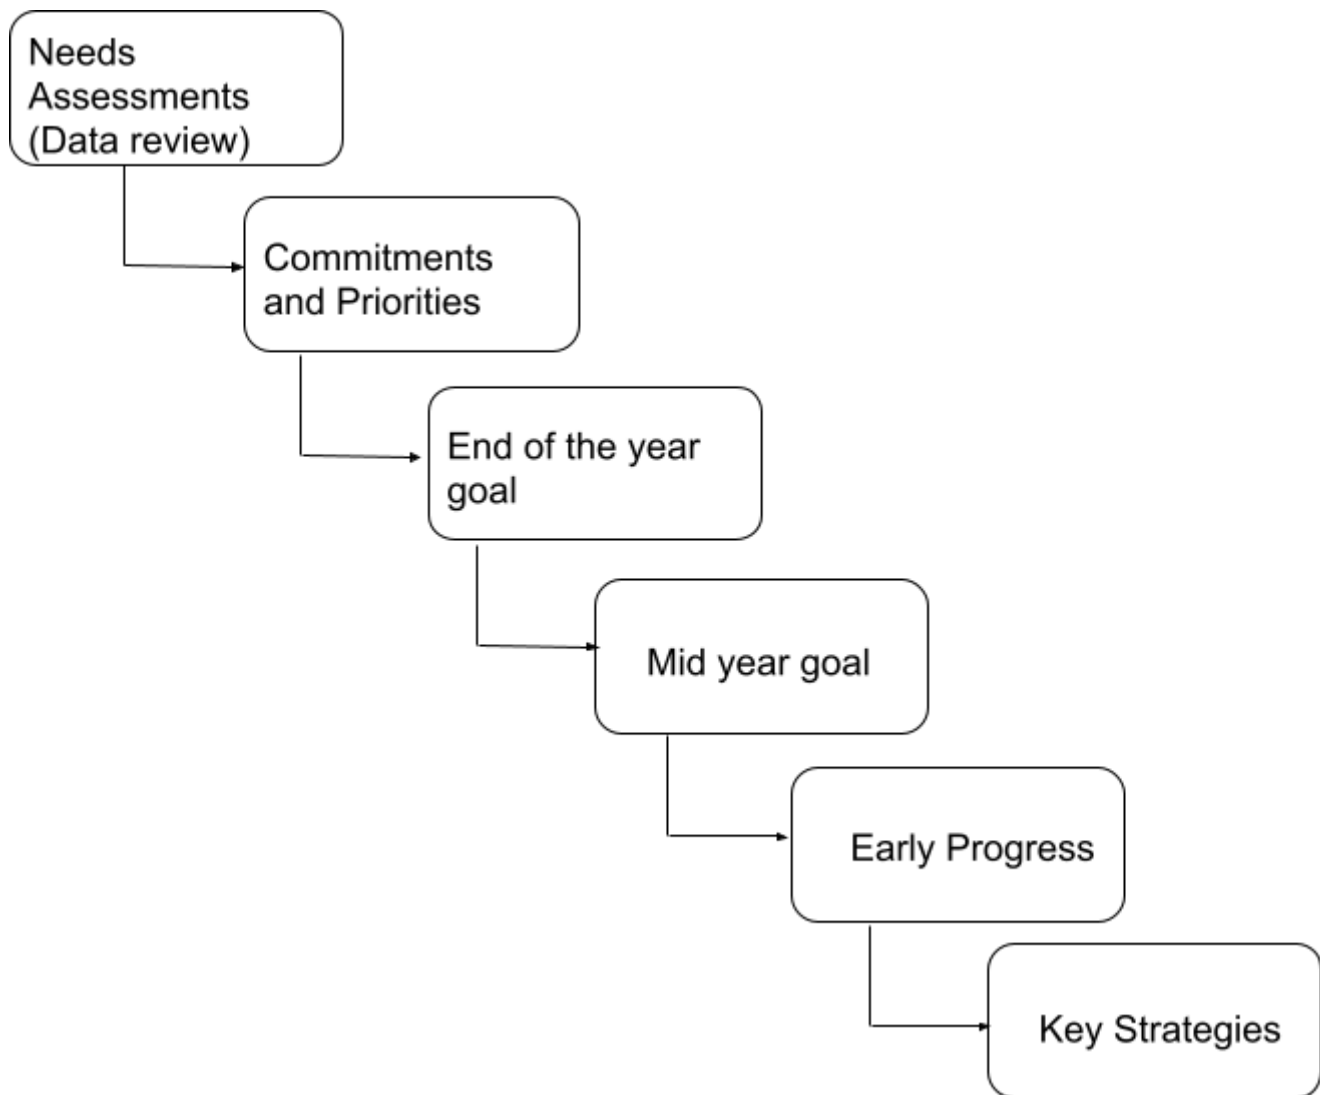 Needs
Assessments
(Data review)
Commitments
and Priorities
End of the year
goal
Mid year goal
Early Progress
Key Strategies